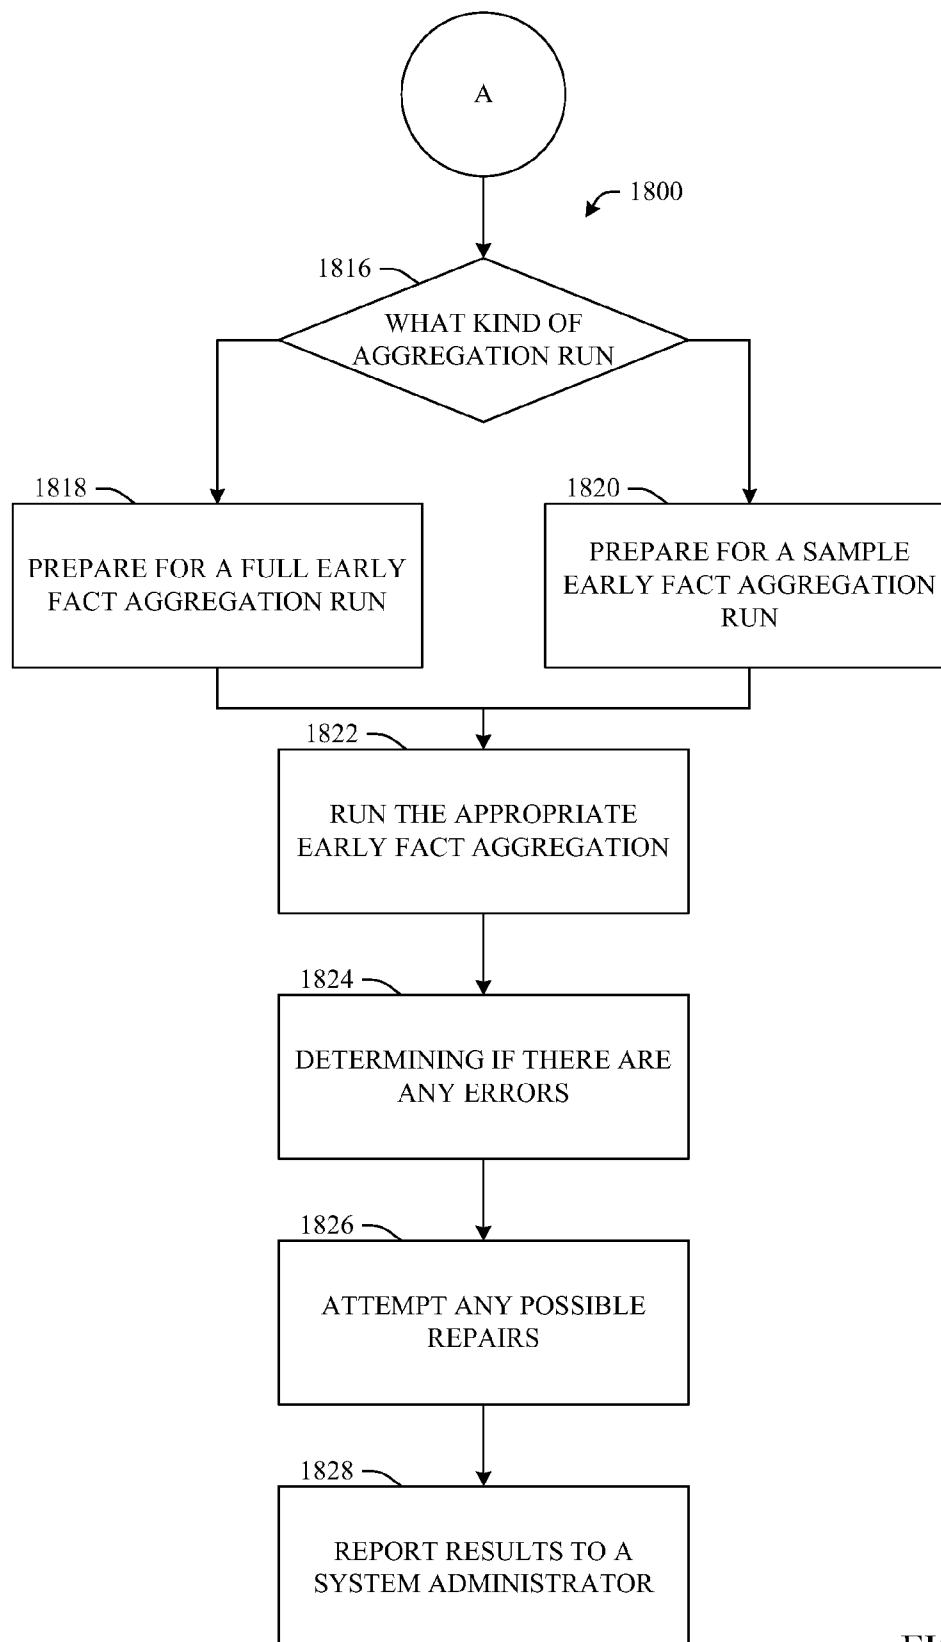 A
1800
1816
WHAT KIND OF
AGGREGATION RUN
1818
1820
PREPARE FOR A FULL EARLY
FACT AGGREGATION RUN
PREPARE FOR A SAMPLE
EARLY FACT AGGREGATION
RUN
1822
RUN THE APPROPRIATE
EARLY FACT AGGREGATION
1824
DETERMINING IF THERE ARE
ANY ERRORS
1826
ATTEMPT ANY POSSIBLE
REPAIRS
1828
REPORT RESULTS TO A
SYSTEM ADMINISTRATOR